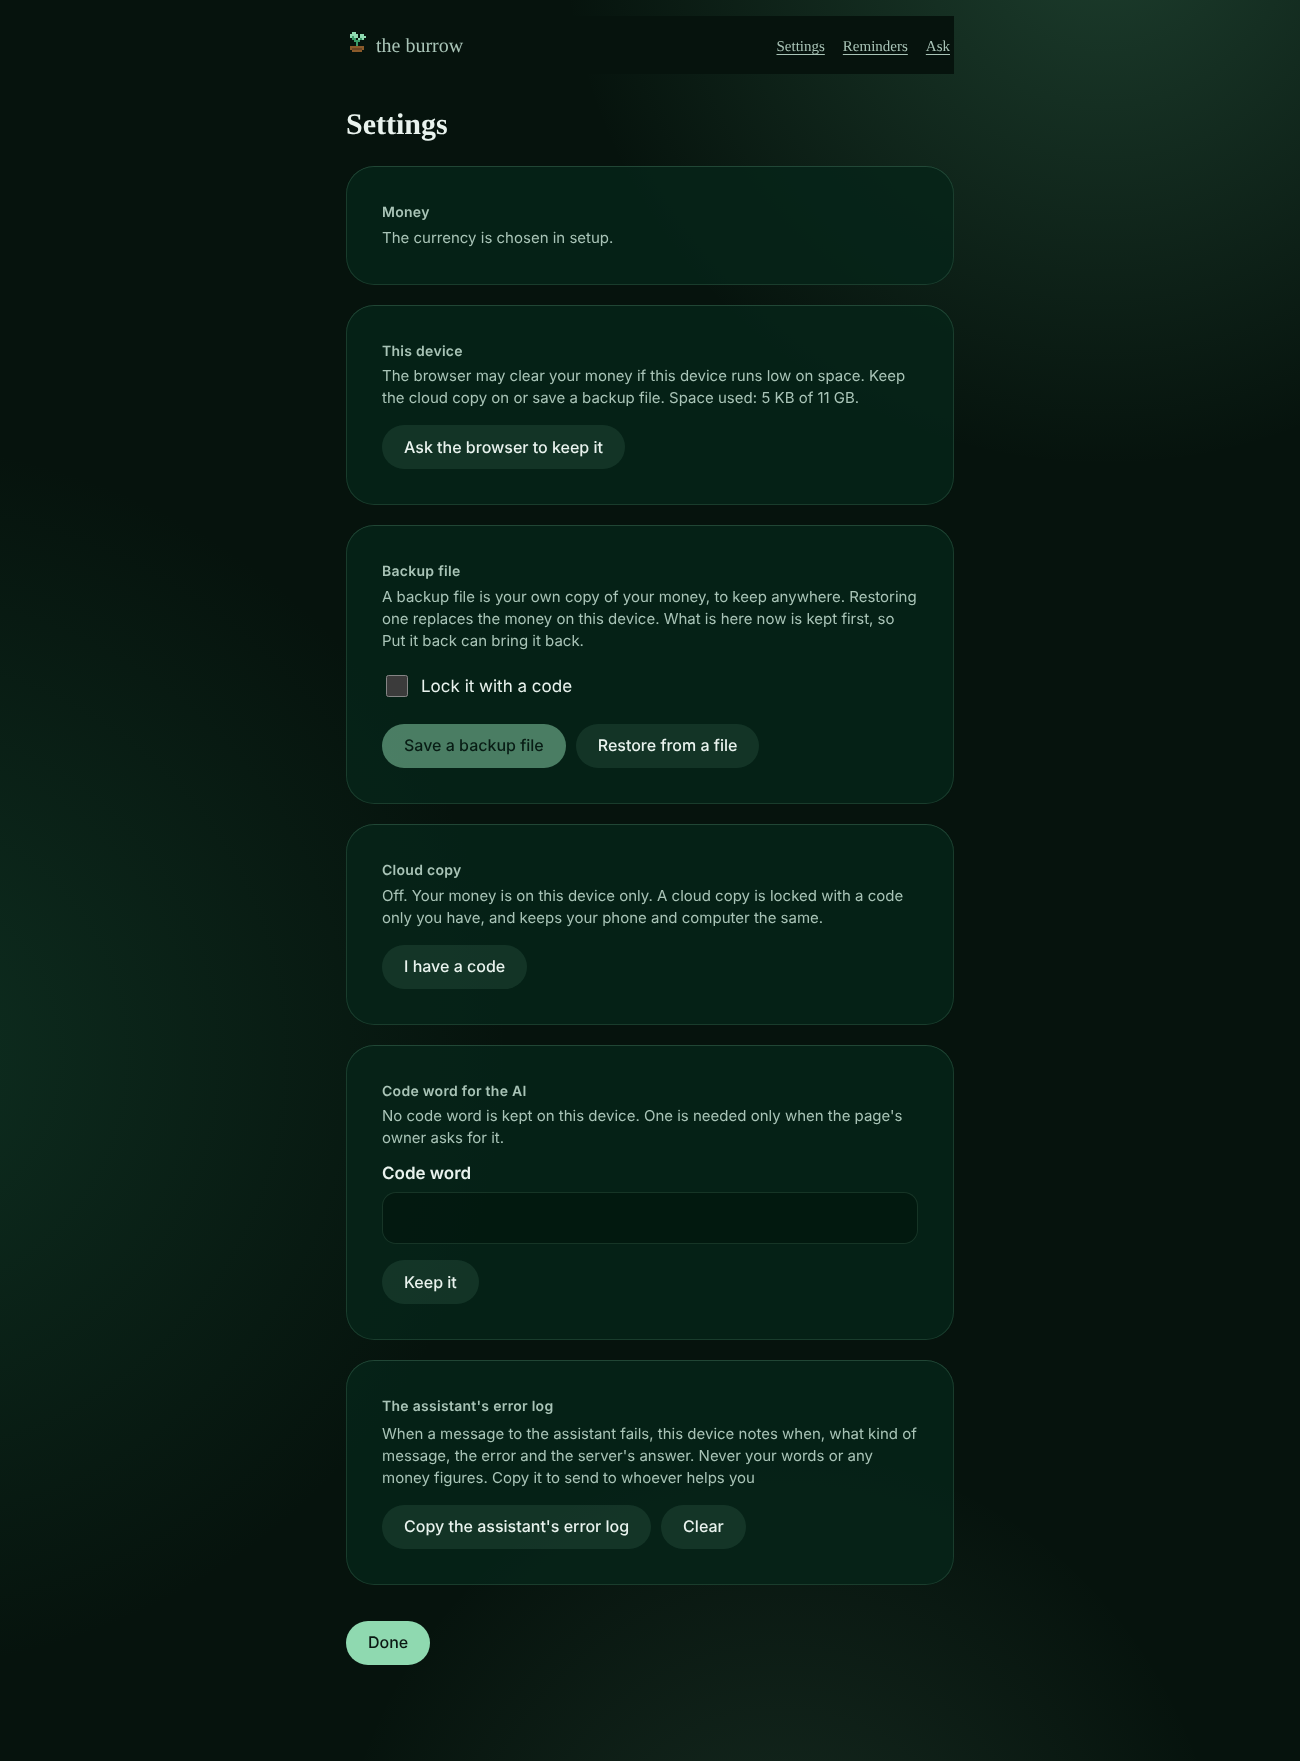 the burrow
Settings Reminders Ask
Settings
Money
The currency is chosen in setup.
This device
The browser may clear your money if this device runs low on space. Keep
the cloud copy on or save a backup file. Space used: 5 KB of 11 GB.
Ask the browser to keep it
Backup file
A backup file is your own copy of your money, to keep anywhere. Restoring
one replaces the money on this device. What is here now is kept first, so
Put it back can bring it back.
Lock it with a code
Save a backup file Restore from a file
Cloud copy
Off. Your money is on this device only. A cloud copy is locked with a code
only you have, and keeps your phone and computer the same.
I have a code
Code word for the AI
No code word is kept on this device. One is needed only when the page's
owner asks for it.
Code word
Keep it
The assistant's error log
When a message to the assistant fails, this device notes when, what kind of
message, the error and the server's answer. Never your words or any
money figures. Copy it to send to whoever helps you
Copy the assistant's error log Clear
Done